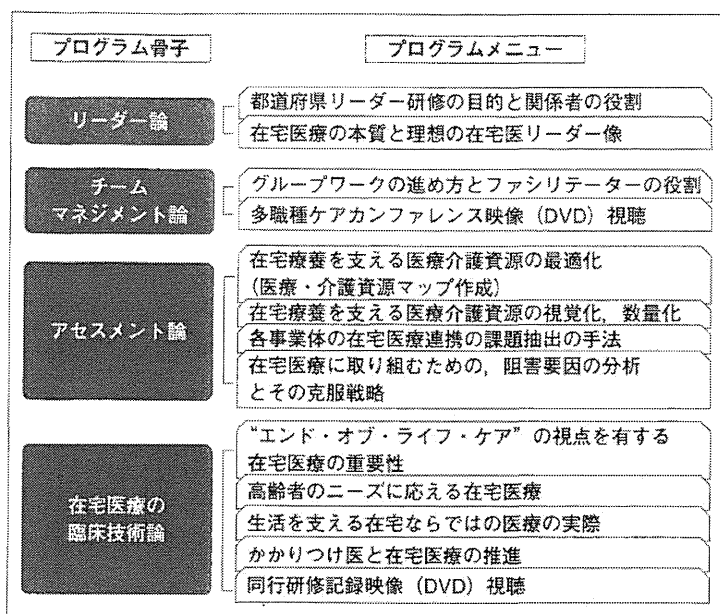 プログラム骨子
プログラムメニュー
リーダー論
都道府県リーダー研修の目的と関係者の役割
在宅医療の本質と理想の在宅医リーダー像
チーム
マネジメント論
グループワークの進め方とファシリテーターの役割
多職種ケアカンファレンス映像（DVD）視聴
アセスメント論
在宅療養を支える医療介護資源の最適化
（医療・介護資源マップ作成）
在宅療養を支える医療介護資源の視覚化，数量化
各事業体の在宅医療連携の課題抽出の手法
在宅医療に取り組むための，阻害要因の分析
とその克服戦略
在宅医療の
臨床技術論
“エンド・オブ・ライフ・ケア”の視点を有する
在宅医療の重要性
高齢者のニーズに応える在宅医療
生活を支える在宅ならではの医療の実際
かかりつけ医と在宅医療の推進
同行研修記録映像（DVD）視聴